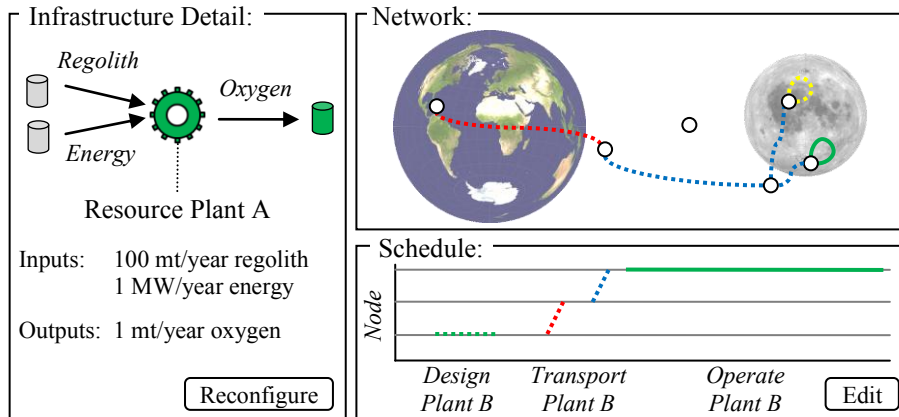 Infrastructure Detail:
Regolith
Oxygen
Energy
Resource Plant A
Inputs: 100 mt/year regolith
1 MW/year energy
Outputs: 1 mt/year oxygen
Reconfigure
Network:
Schedule:
Node
Design
Plant B
Transport
Plant B
Operate
Plant B
Edit